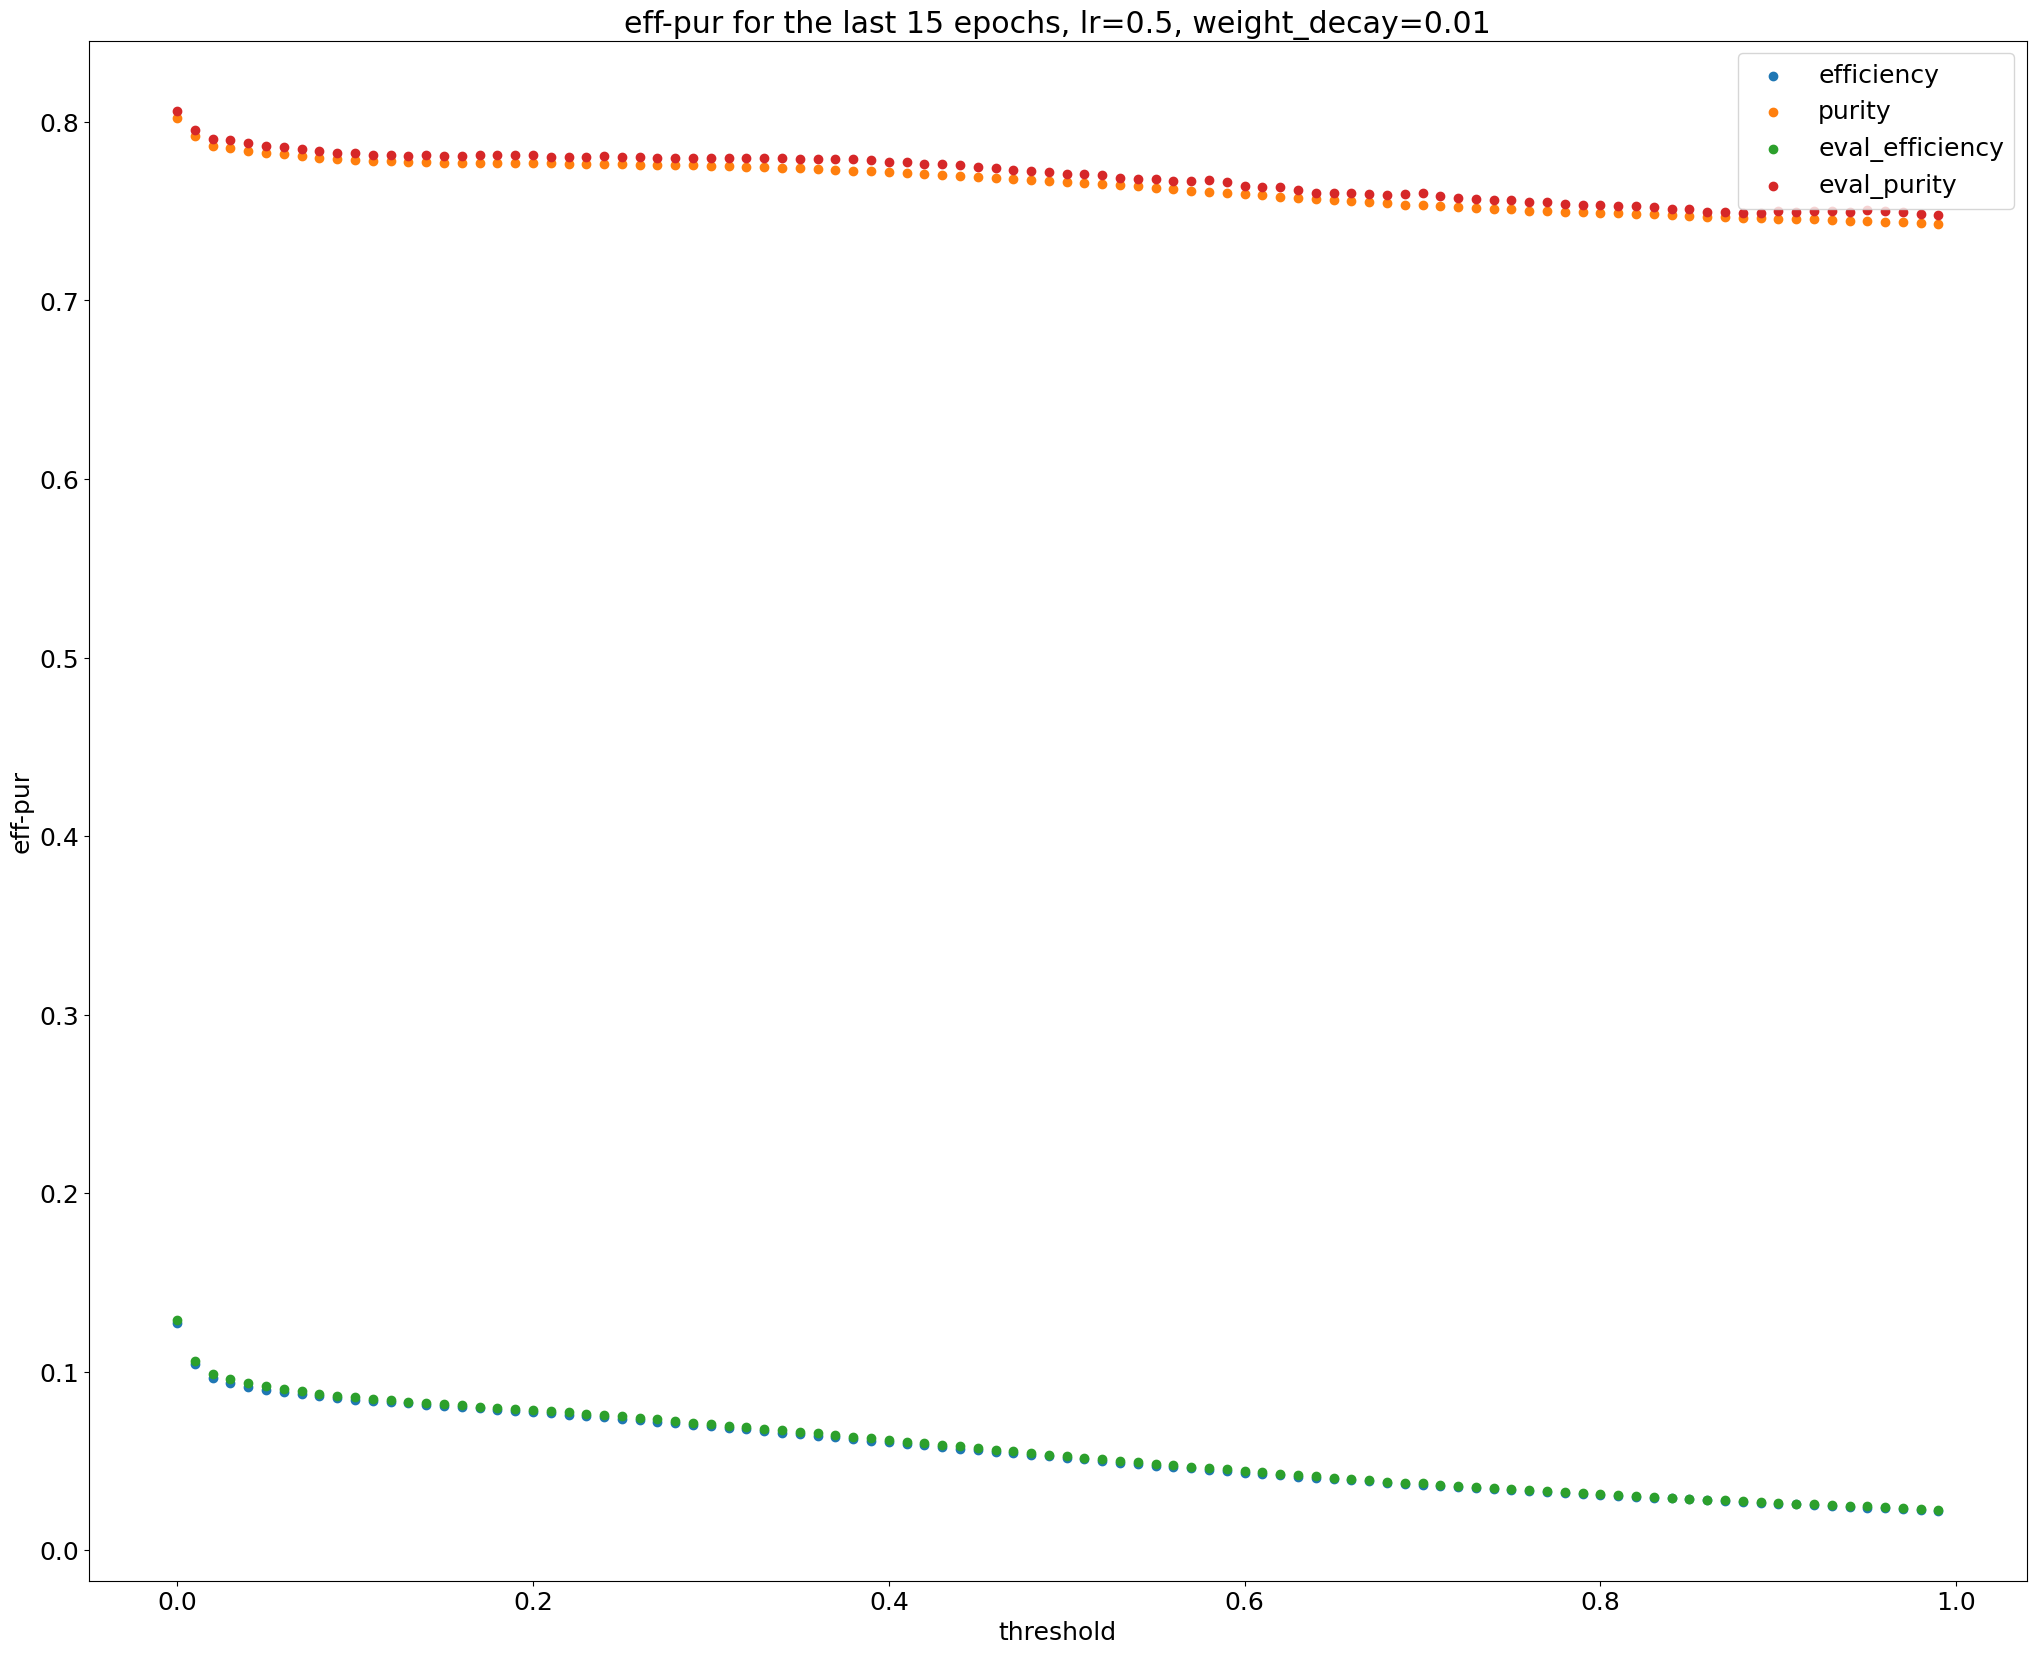 eff-pur for the last 15 epochs, lr=0.5, weight_decay=0.01
efficiency
purity
eval_efficiency
eval_purity
0.8
0.7
0.6
0.5
0.4
0.3
0.2
0.1
0.0
eff-pur
0.0 0.2 0.4 0.6 0.8 1.0
threshold